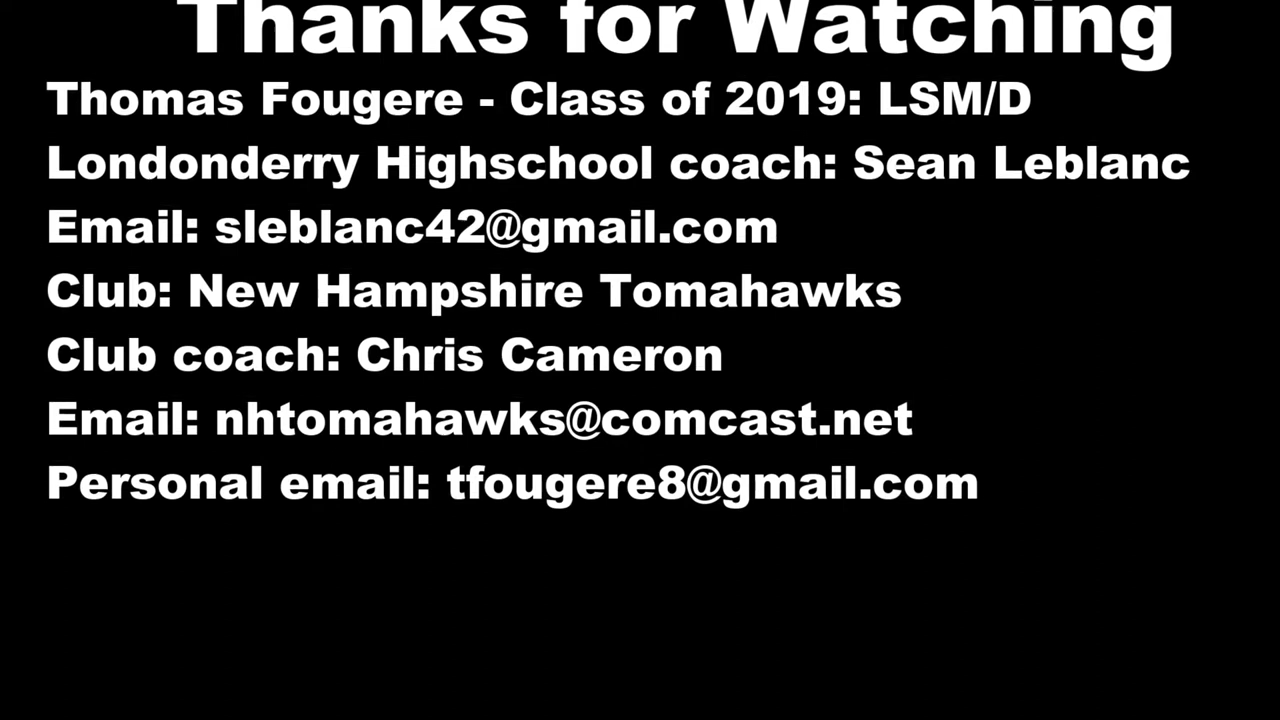 Thanks for Watching
Thomas Fougere - Class of 2019: LSM/D
Londonderry Highschool coach: Sean Leblanc
Email: sleblanc42@gmail.com
Club: New Hampshire Tomahawks
Club coach: Chris Cameron
Email: nhtomahawks@comcast.net
Personal email: tfougere8@gmail.com